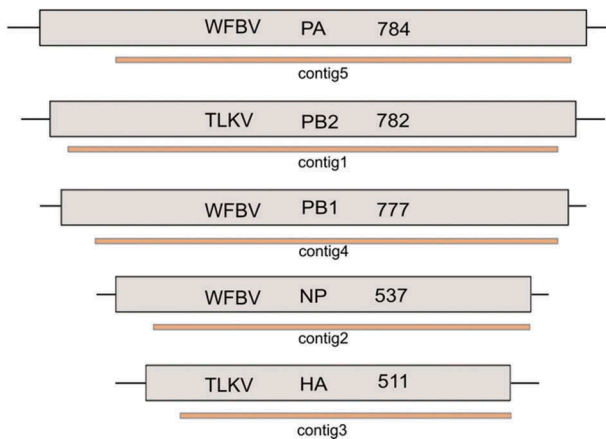 WFBV PA 784
contig5
TLKV PB2 782
contig1
WFBV PB1 777
contig4
WFBV NP 537
contig2
TLKV HA 511
contig3